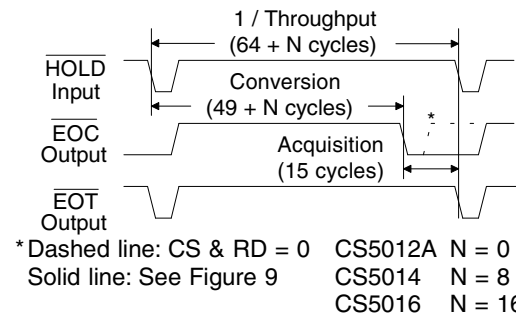 1 / Throughput
(64 + N cycles)
HOLD
Input
Conversion
(49 + N cycles)
*
EOC
Output
Acquisition
(15 cycles)
EOT
Output
*Dashed line: CS & RD = 0 CS5012A N = 0
Solid line: See Figure 9 CS5014 N = 8
CS5016 N = 16